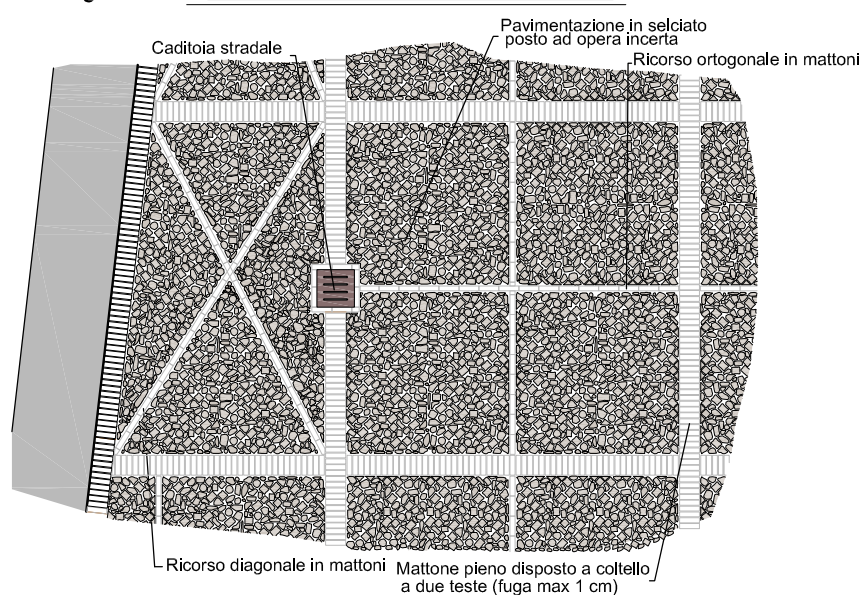 Pavimentazione in selciato
posto ad opera incerta
Caditoia stradale
Ricorso ortogonale in mattoni
Ricorso diagonale in mattoni
Mattone pieno disposto a coltello
a due teste (fuga max 1 cm)